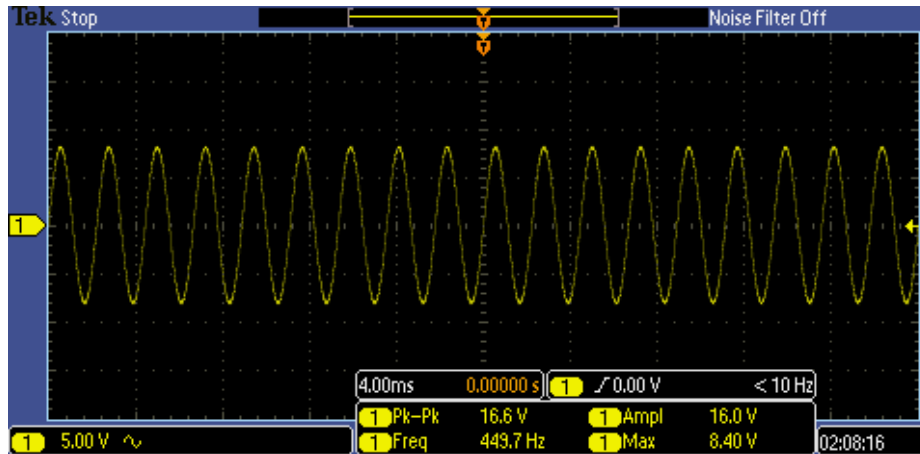 Tek Stop Noise Filter Off
T
T
1
4.00ms 0.00000 s 1 0.00 V < 10 Hz
1 Pk-Pk 16.6 V 1 Ampl 16.0 V
1 5.00 V 1 Freq 449.7 Hz 1 Max 8.40 V 02:08:16